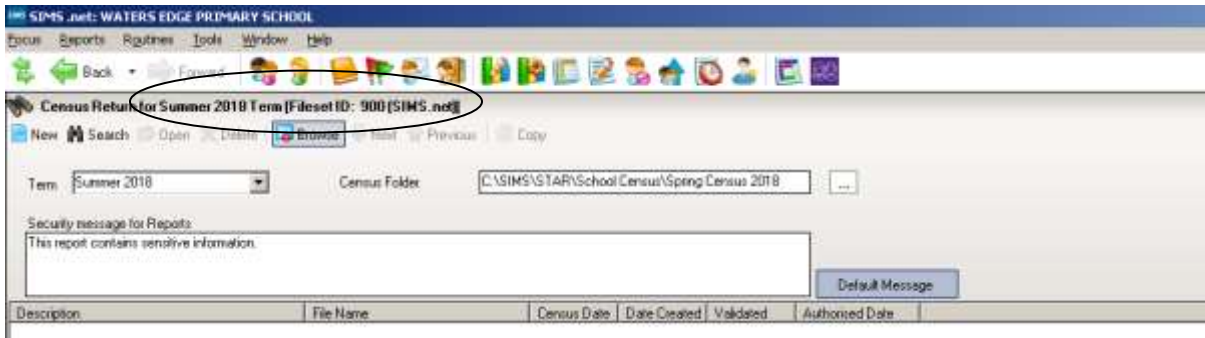 SIMS .net: WATERS EDGE PRIMARY SCHOOL
Focus Reports Routines Tools Window Help
Back Forward
Census Return for Summer 2018 Term [Fileset ID: 900 (SIMS.net)]
New Search Open Delete Browse Next Previous Copy
Term Summer 2018 Census Folder C:\SIMS\STAR\School Census\Spring Census 2018 ...
Security message for Reports
This report contains sensitive information.
Default Message
Description File Name Census Date Date Created Validated Authorised Date